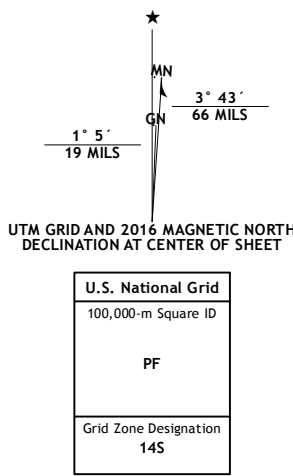 ★
MN
3° 43´
66 MILS
GN
1° 5´
19 MILS
UTM GRID AND 2016 MAGNETIC NORTH
DECLINATION AT CENTER OF SHEET
U.S. National Grid
100,000-m Square ID
PF
Grid Zone Designation
14S